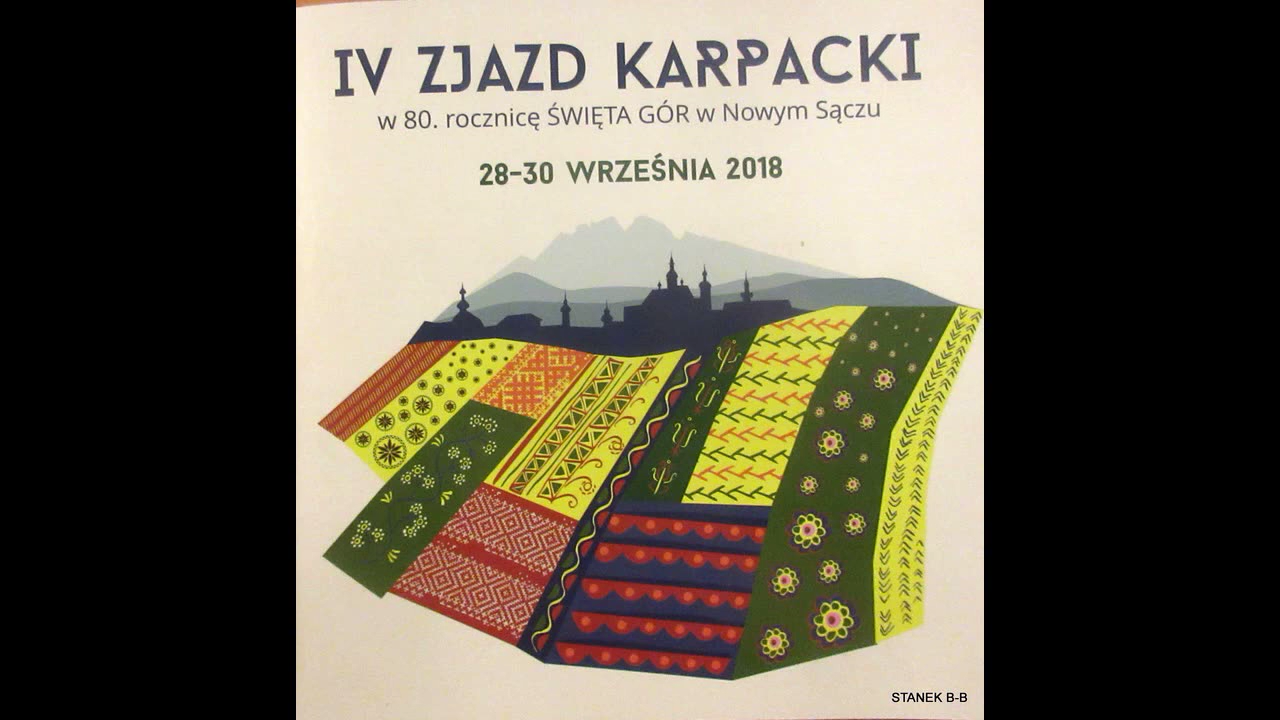 IV ZJAZD KARPACKI
w 80. rocznicę ŚWIĘTA GÓR w Nowym Sączu
28-30 WRZEŚNIA 2018
STANEK B-B